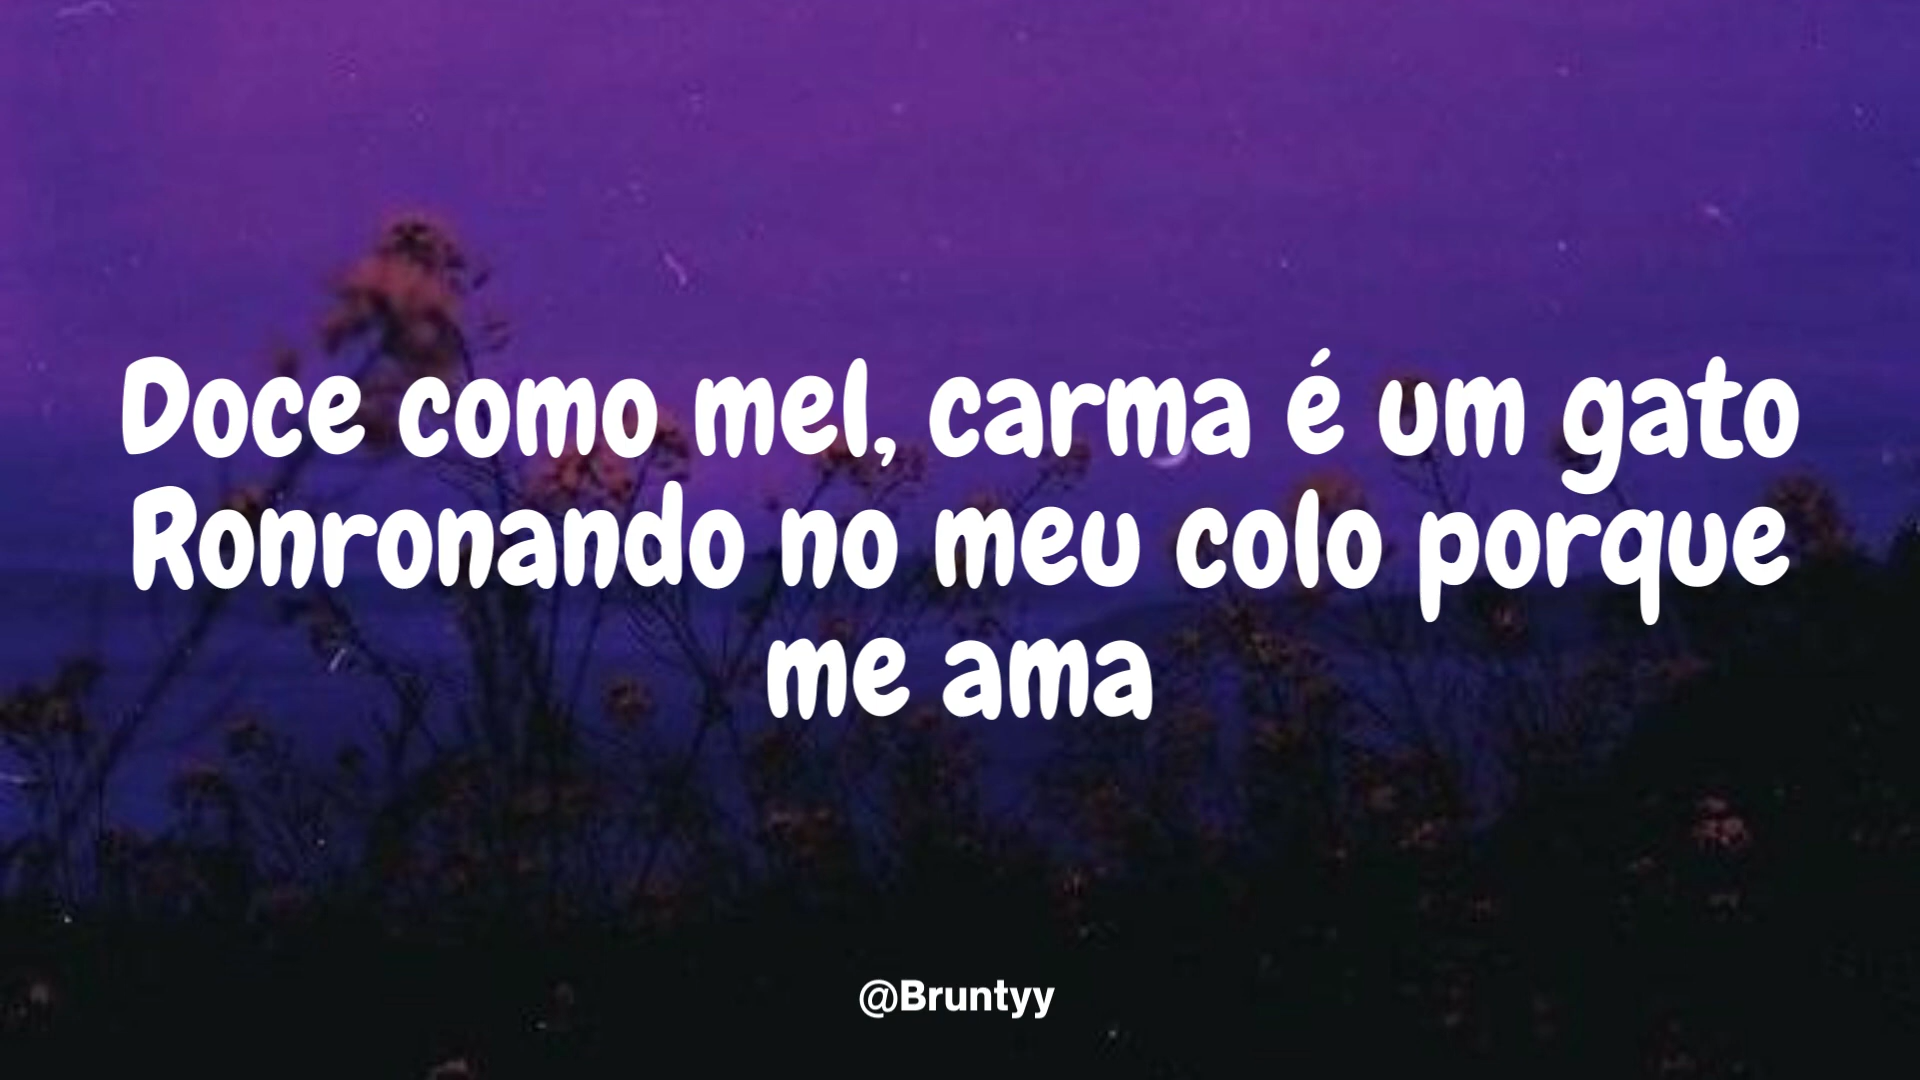 Doce como mel, carma é um gato
Ronronando no meu colo porque
me ama
@Bruntyy